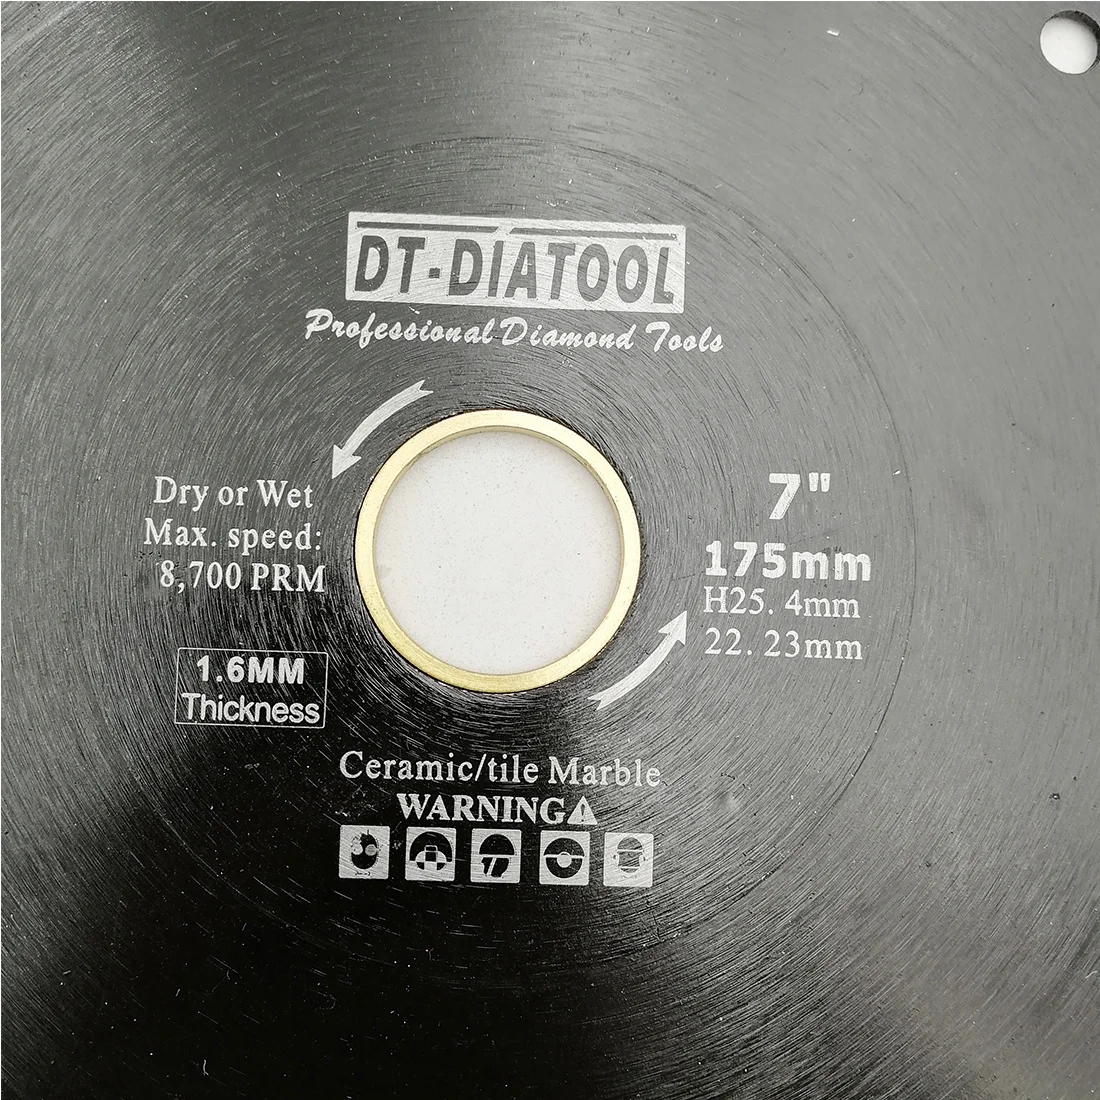 DT-DIATOOL
Professional Diamond Tools
Dry or Wet
Max. speed:
8,700 PRM
1.6MM
Thickness
7"
175mm
H25.4mm
22.23mm
Ceramic/tile Marble
WARNING